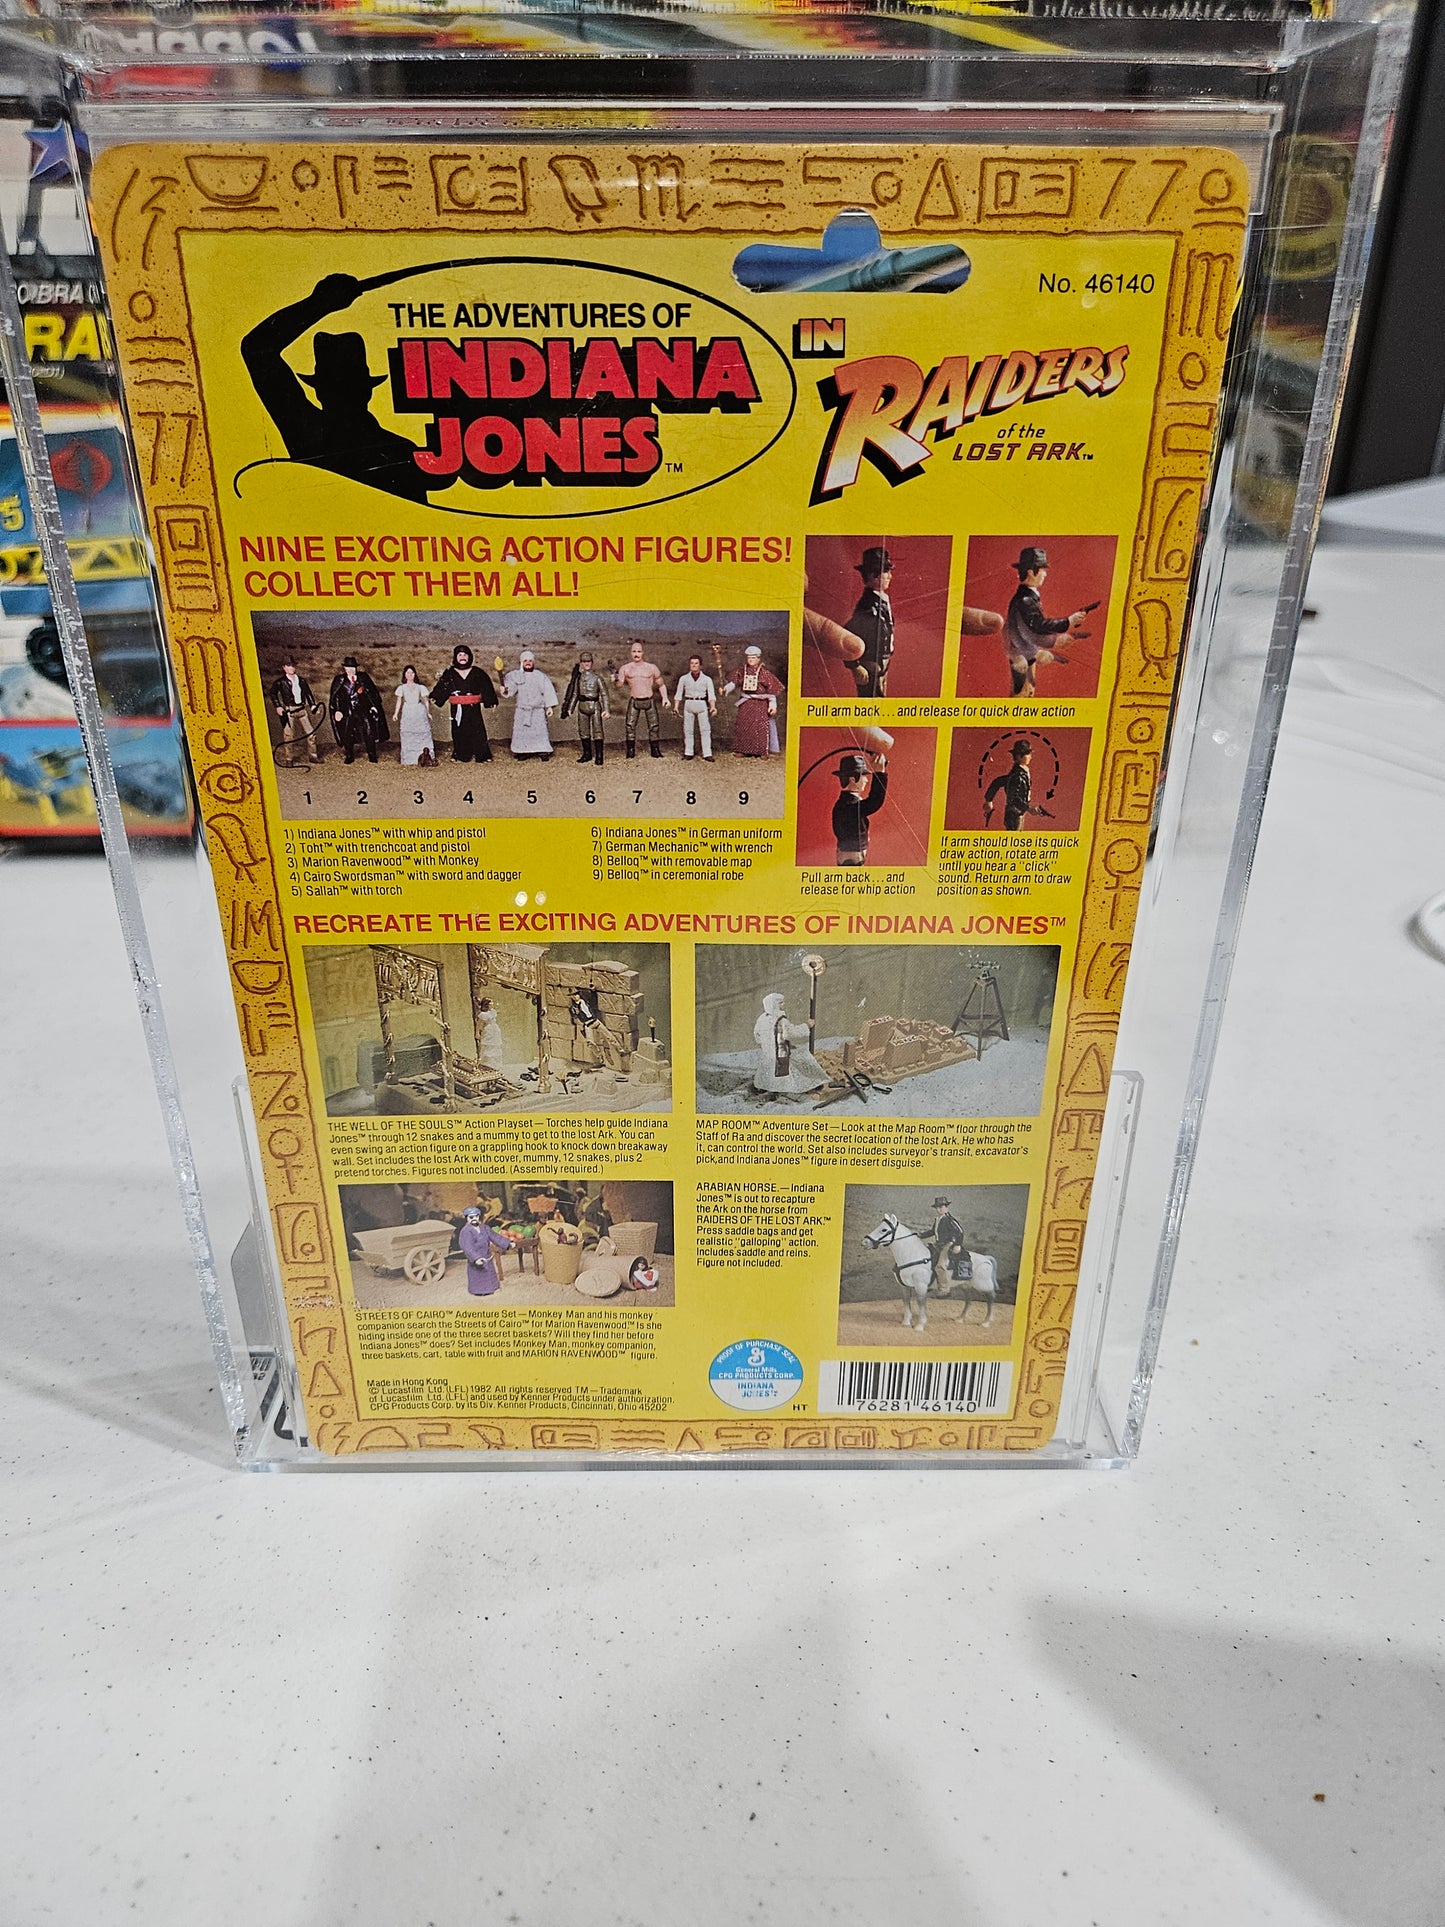 No. 46140
THE ADVENTURES OF
INDIANA
JONES™
IN
RAIDERS
of the
LOST ARK™
NINE EXCITING ACTION FIGURES!
COLLECT THEM ALL!
1 2 3 4 5 6 7 8 9
1) Indiana Jones™ with whip and pistol
2) Toht™ with trenchcoat and pistol
3) Marion Ravenwood™ with Monkey
4) Cairo Swordsman™ with sword and dagger
5) Sallah™ with torch
6) Indiana Jones™ in German uniform
7) German Mechanic™ with wrench
8) Belloq™ with removable map
9) Belloq™ in ceremonial robe
Pull arm back...and release for quick draw action
Pull arm back...and
release for whip action
If arm should lose its quick
draw action, rotate arm
until you hear a "click"
sound. Return arm to draw
position as shown.
RECREATE THE EXCITING ADVENTURES OF INDIANA JONES™
THE WELL OF THE SOULS™ Action Playset—Torches help guide Indiana
Jones™ through 12 snakes and a mummy to get to the lost Ark. You can
even swing an action figure on a grappling hook to knock down breakaway
wall. Set includes the lost Ark with cover, mummy, 12 snakes, plus 2
pretend torches. Figures not included. (Assembly required.)
MAP ROOM™ Adventure Set—Look at the Map Room™ floor through the
Staff of Ra and discover the secret location of the lost Ark. He who has
it, can control the world. Set also includes surveyor's transit, excavator's
pick,and Indiana Jones™ figure in desert disguise.
ARABIAN HORSE.—Indiana
Jones™ is out to recapture
the Ark on the horse from
RAIDERS OF THE LOST ARK.™
Press saddle bags and get
realistic "galloping" action.
Includes saddle and reins.
Figure not included.
STREETS OF CAIRO™ Adventure Set—Monkey Man and his monkey
companion search the Streets of Cairo™ for Marion Ravenwood.™ Is she
hiding inside one of the three secret baskets? Will they find her before
Indiana Jones™ does? Set includes Monkey Man, monkey companion,
three baskets, cart, table with fruit and MARION RAVENWOOD™ figure.
Made in Hong Kong
© Lucasfilm Ltd. (LFL) 1982 All rights reserved TM—Trademark
of Lucasfilm Ltd. (LFL) and used by Kenner Products under authorization.
CPG Products Corp. by its Div. Kenner Products, Cincinnati, Ohio 45202
PROOF OF PURCHASE SEAL
General Mills
CPG PRODUCTS CORP.
INDIANA
JONES™
HT
76281 46140